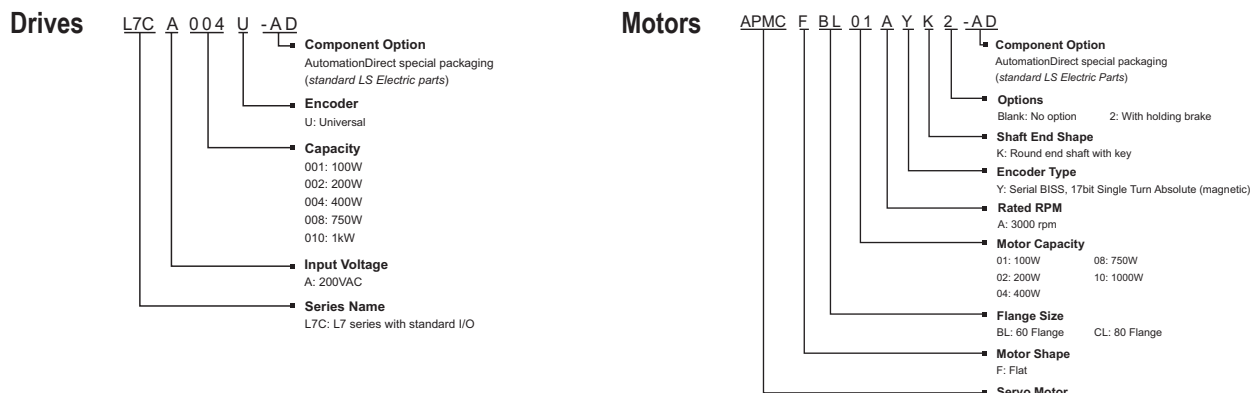 Drives
L7C A 004 U -AD
Component Option
AutomationDirect special packaging
(standard LS Electric parts)
Encoder
U: Universal
Capacity
001: 100W
002: 200W
004: 400W
008: 750W
010: 1kW
Input Voltage
A: 200VAC
Series Name
L7C: L7 series with standard I/O
Motors
APMC F BL 01 A Y K 2 -AD
Component Option
AutomationDirect special packaging
(standard LS Electric Parts)
Options
Blank: No option 2: With holding brake
Shaft End Shape
K: Round end shaft with key
Encoder Type
Y: Serial BISS, 17bit Single Turn Absolute (magnetic)
Rated RPM
A: 3000 rpm
Motor Capacity
01: 100W 08: 750W
02: 200W 10: 1000W
04: 400W
Flange Size
BL: 60 Flange CL: 80 Flange
Motor Shape
F: Flat
Servo Motor